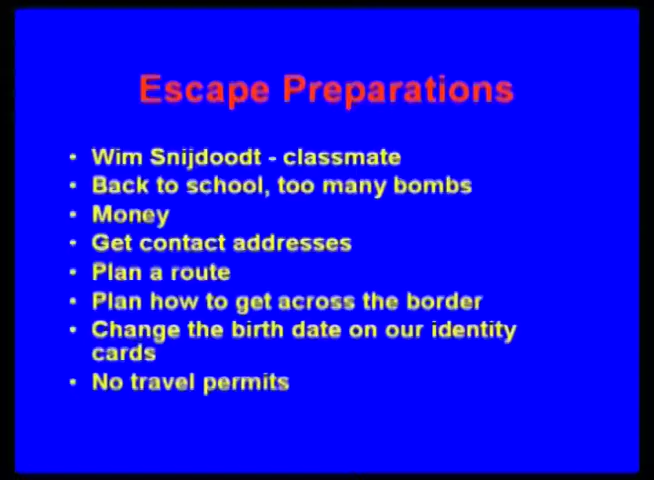 Escape Preparations
• Wim Snijdoodt - classmate
• Back to school, too many bombs
• Money
• Get contact addresses
• Plan a route
• Plan how to get across the border
• Change the birth date on our identity
cards
• No travel permits